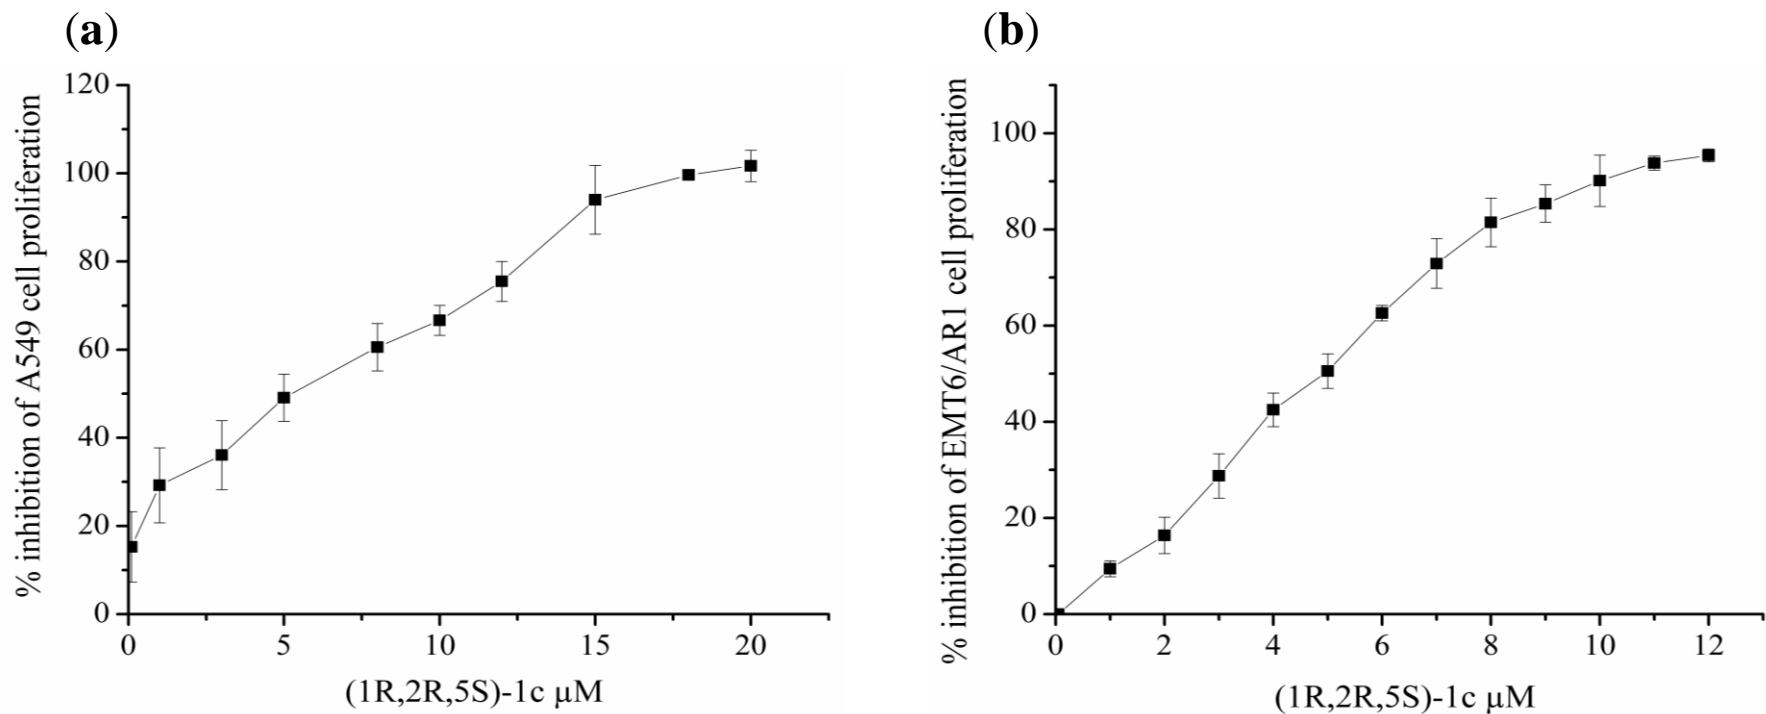 (a)
% inhibition of A549 cell proliferation
120
100
80
60
40
20
0
0 5 10 15 20
(1R,2R,5S)-1c μM
(b)
% inhibition of EMT6/AR1 cell proliferation
100
80
60
40
20
0
0 2 4 6 8 10 12
(1R,2R,5S)-1c μM